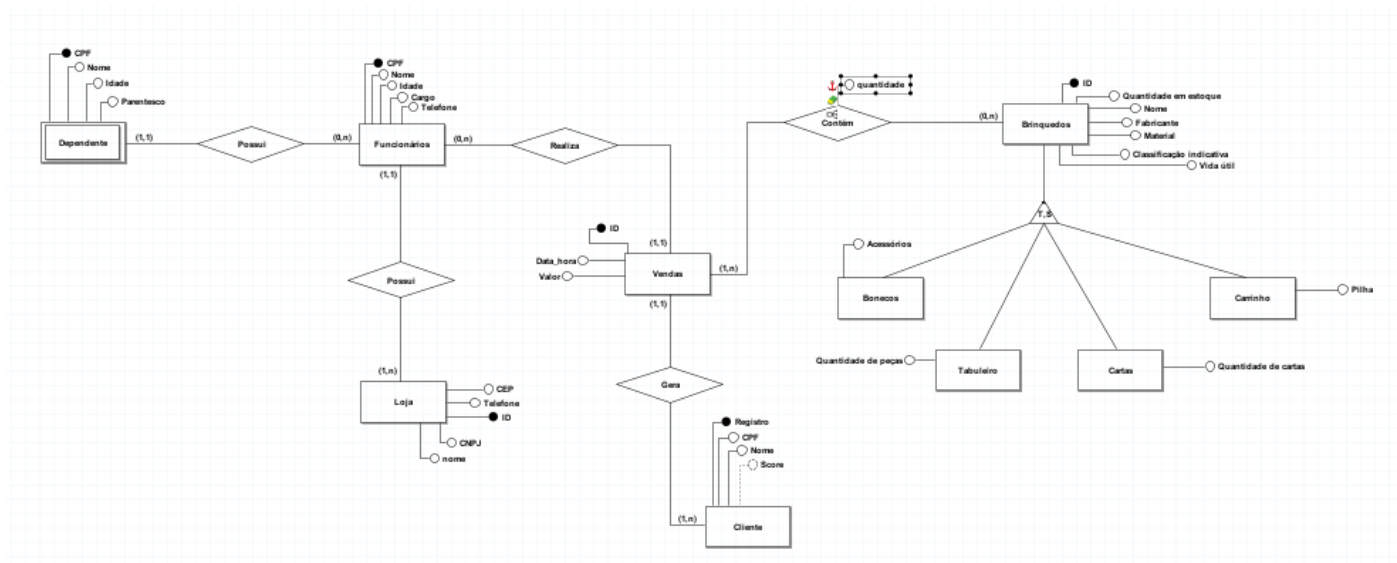 CPF
Nome
Idade
Parentesco
Dependente
(1,1)
Possui
(0,n)
CPF
Nome
Idade
Cargo
Telefone
Funcionários
(0,n)
Realiza
(1,1)
(1,1)
Possui
(1,n)
Loja
CEP
Telefone
ID
CNPJ
nome
ID
Data_hora
Valor
Vendas
(1,n)
(1,1)
Gera
(1,n)
Registro
CPF
Nome
Score
Cliente
quantidade
Contém
(0,n)
Brinquedos
ID
Quantidade em estoque
Nome
Fabricante
Material
Classificação indicativa
Vida útil
T,S
Acessórios
Bonecos
Quantidade de peças
Tabuleiro
Cartas
Quantidade de cartas
Carrinho
Pilha